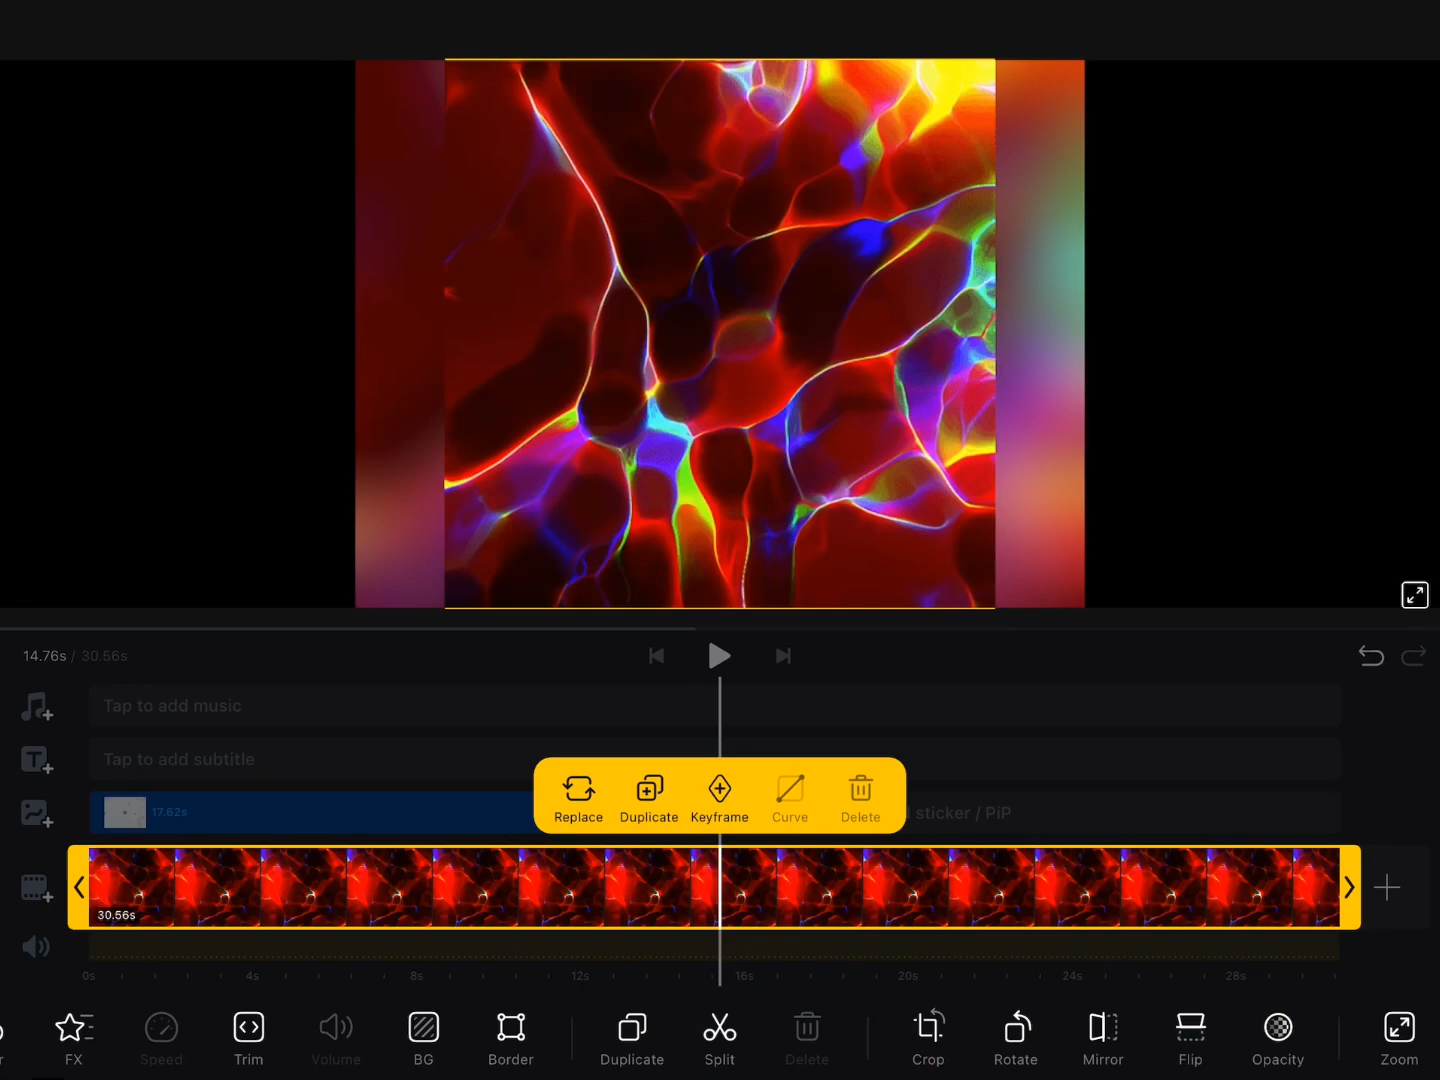 14.76s / 30.56s
Tap to add music
Tap to add subtitle
17.62s
sticker / PiP
Replace Duplicate Keyframe Curve Delete
30.56s
0s 4s 8s 12s 16s 20s 24s 28s
r FX Speed Trim Volume BG Border Duplicate Split Delete Crop Rotate Mirror Flip Opacity Zoom